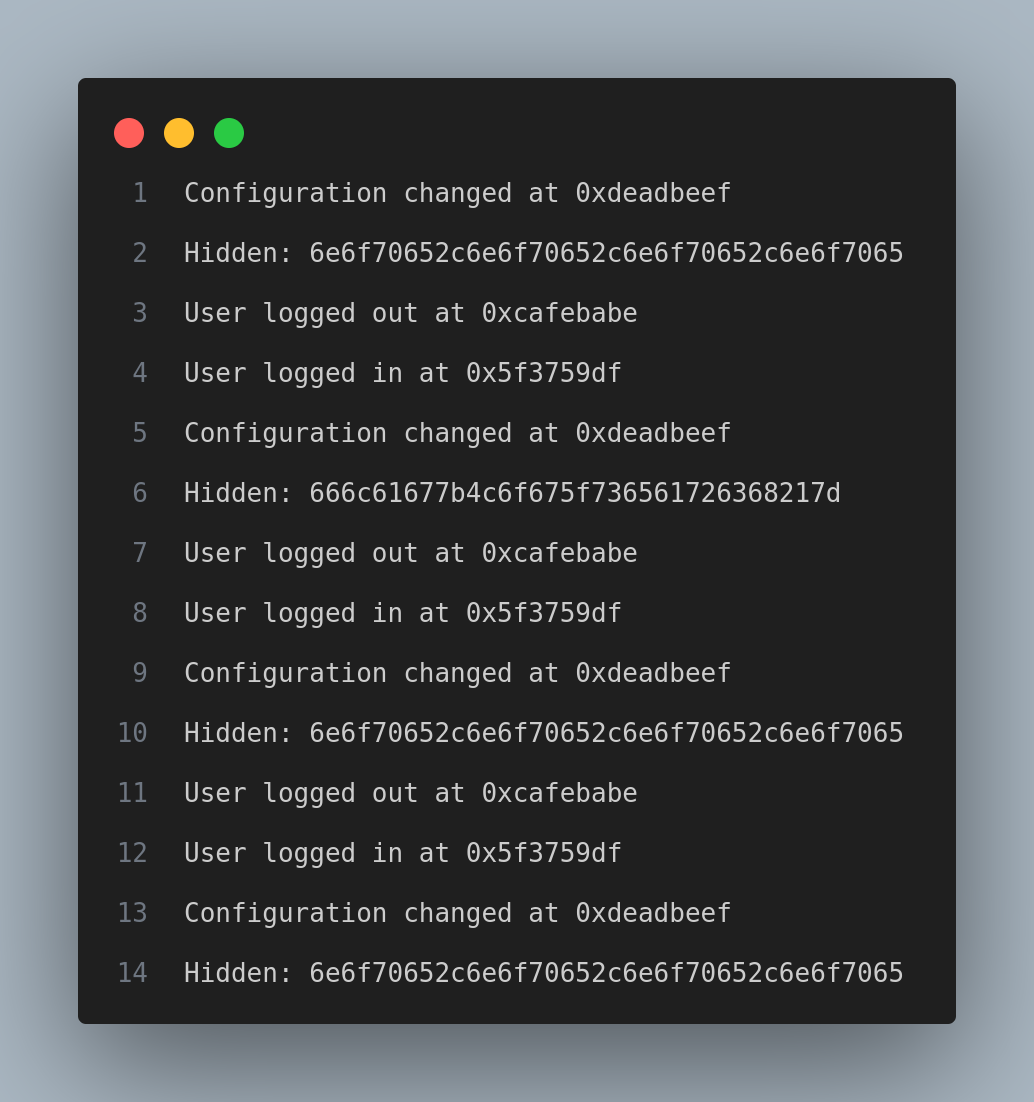 1 Configuration changed at 0xdeadbeef
2 Hidden: 6e6f70652c6e6f70652c6e6f70652c6e6f7065
3 User logged out at 0xcafebabe
4 User logged in at 0x5f3759df
5 Configuration changed at 0xdeadbeef
6 Hidden: 666c61677b4c6f675f736561726368217d
7 User logged out at 0xcafebabe
8 User logged in at 0x5f3759df
9 Configuration changed at 0xdeadbeef
10 Hidden: 6e6f70652c6e6f70652c6e6f70652c6e6f7065
11 User logged out at 0xcafebabe
12 User logged in at 0x5f3759df
13 Configuration changed at 0xdeadbeef
14 Hidden: 6e6f70652c6e6f70652c6e6f70652c6e6f7065